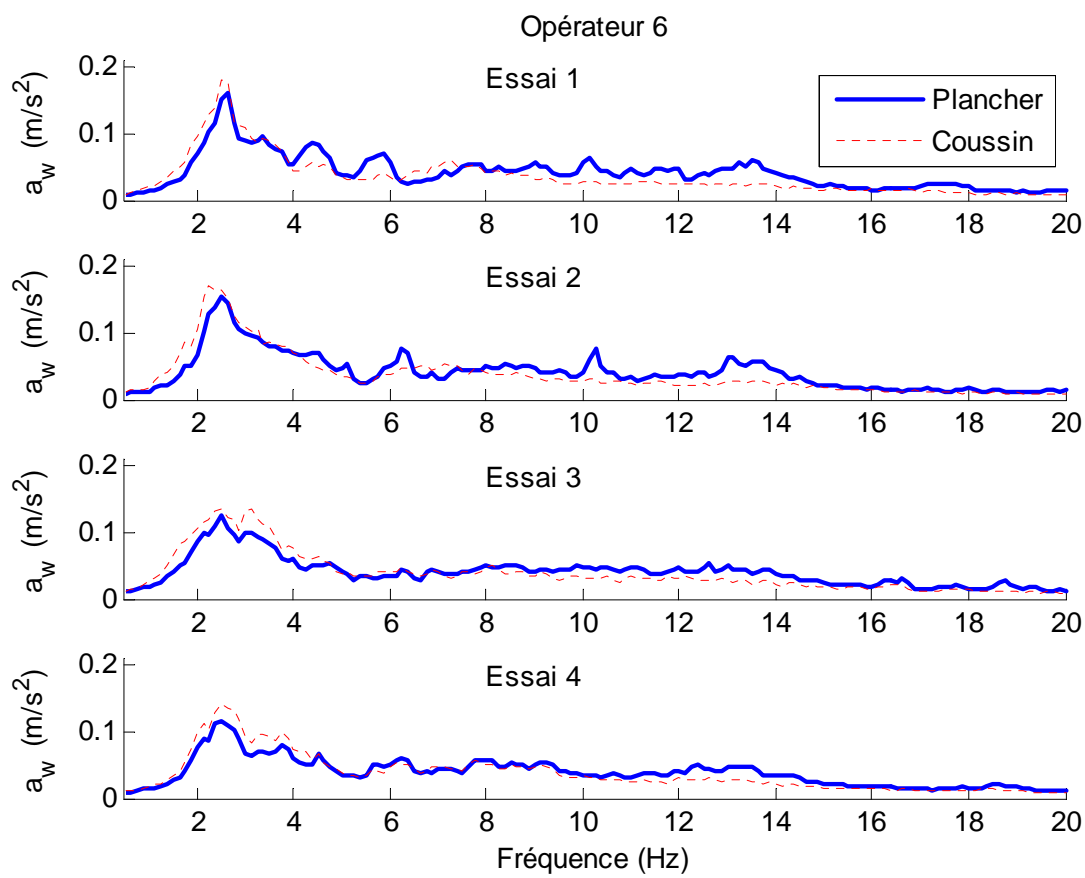 Opérateur 6
Essai 1
Plancher
Coussin
a_w (m/s²)
0.2
0.1
0
2 4 6 8 10 12 14 16 18 20
Essai 2
a_w (m/s²)
0.2
0.1
0
2 4 6 8 10 12 14 16 18 20
Essai 3
a_w (m/s²)
0.2
0.1
0
2 4 6 8 10 12 14 16 18 20
Essai 4
a_w (m/s²)
0.2
0.1
0
2 4 6 8 10 12 14 16 18 20
Fréquence (Hz)